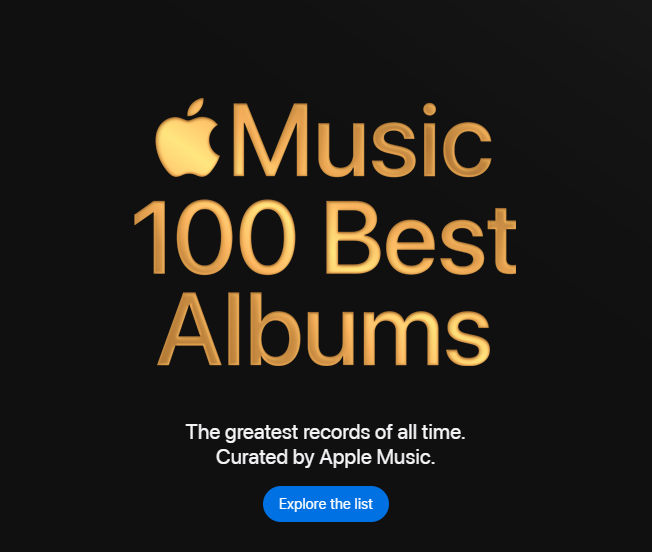 Music
100 Best
Albums
The greatest records of all time.
Curated by Apple Music.
Explore the list